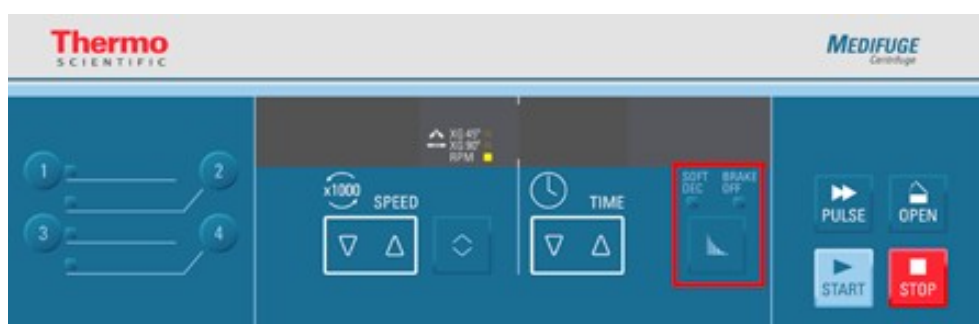 Thermo
SCIENTIFIC
MEDIFUGE
Centrifuge
XG 45°
XG 90°
RPM
1
2
3
4
x1000
SPEED
TIME
SOFT DEC
BRAKE OFF
PULSE
OPEN
START
STOP